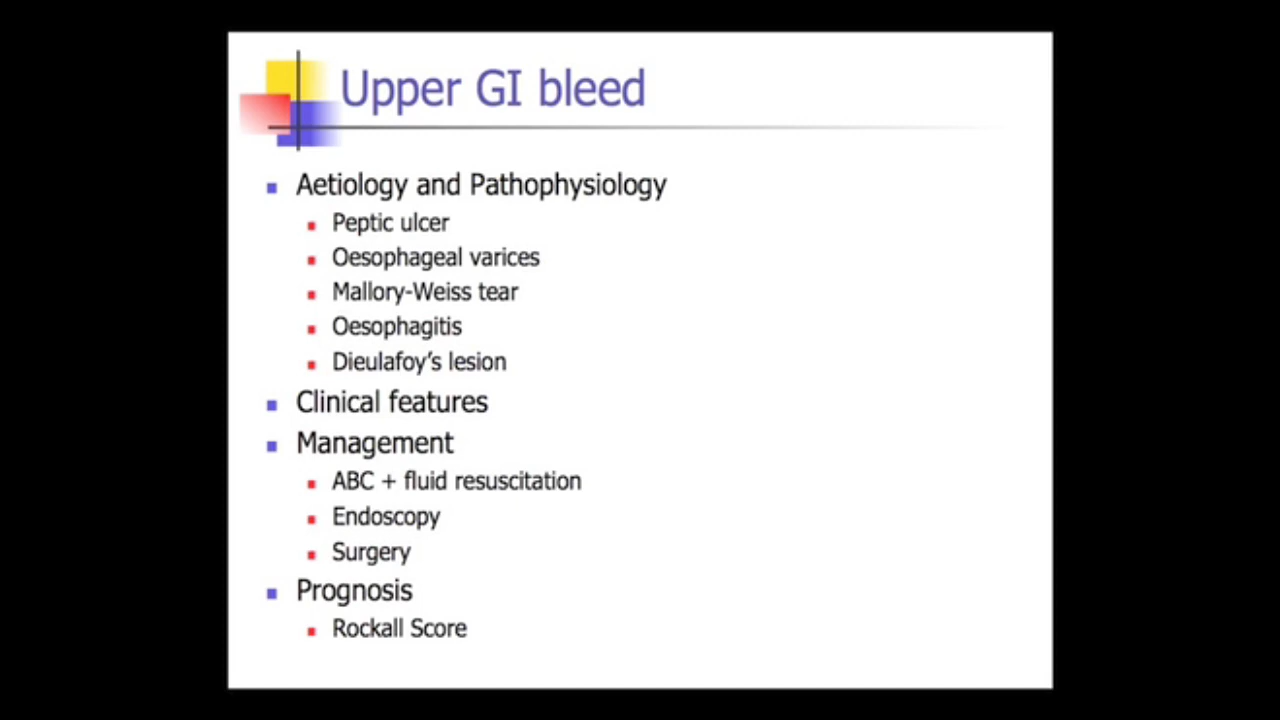 Upper GI bleed
Aetiology and Pathophysiology
Peptic ulcer
Oesophageal varices
Mallory-Weiss tear
Oesophagitis
Dieulafoy's lesion
Clinical features
Management
ABC + fluid resuscitation
Endoscopy
Surgery
Prognosis
Rockall Score